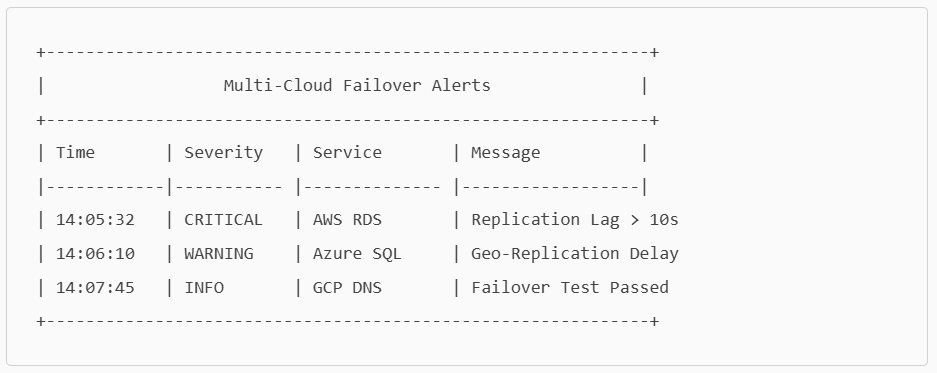 +-------------------------------------------------------------+
|                  Multi-Cloud Failover Alerts               |
+-------------------------------------------------------------+
| Time       | Severity   | Service       | Message          |
|------------|----------- |-------------- |------------------|
| 14:05:32   | CRITICAL   | AWS RDS       | Replication Lag > 10s
| 14:06:10   | WARNING    | Azure SQL     | Geo-Replication Delay
| 14:07:45   | INFO       | GCP DNS       | Failover Test Passed
+-------------------------------------------------------------+